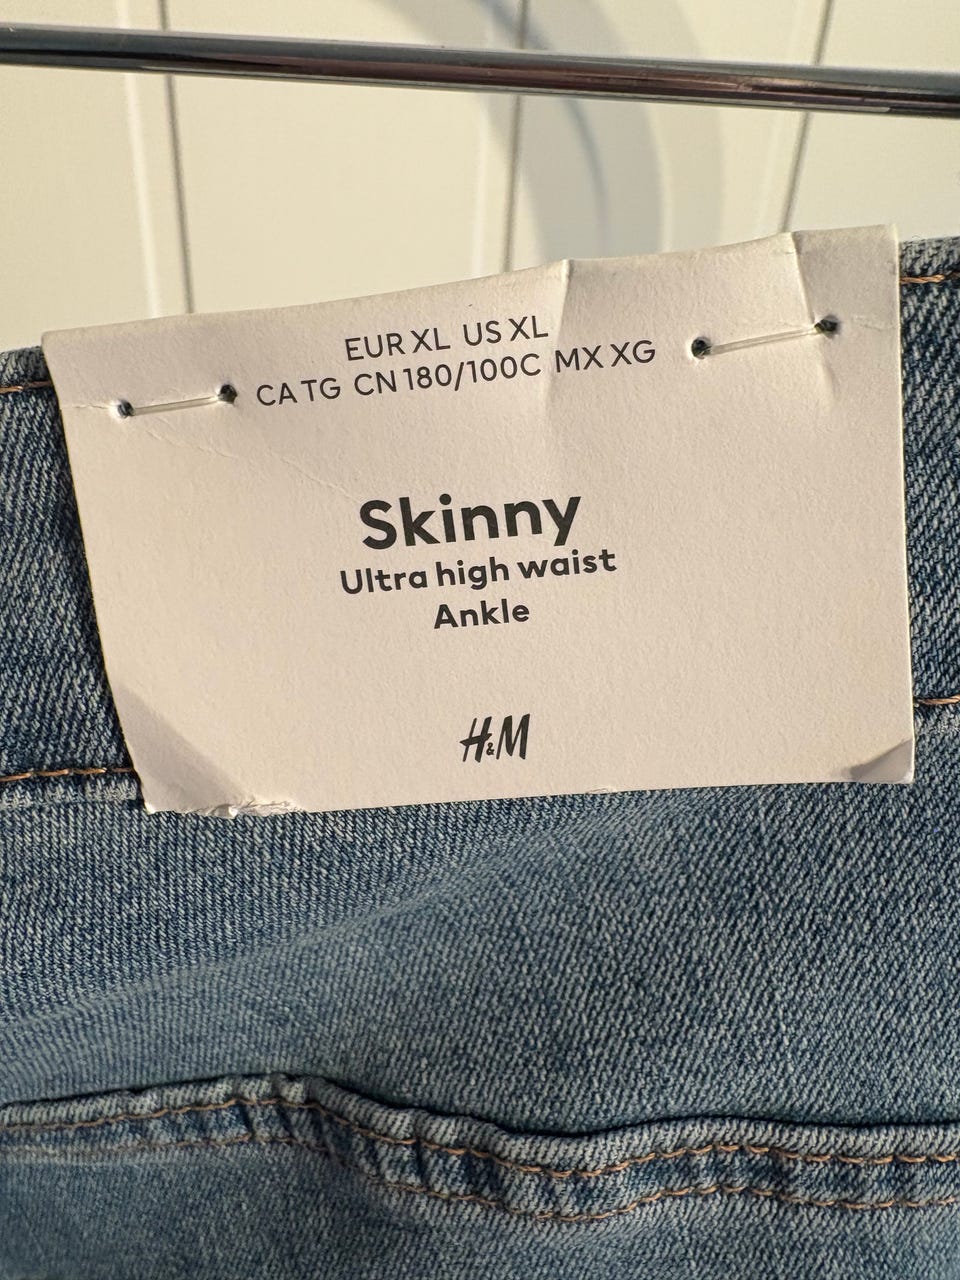 EUR XL US XL
CA TG CN 180/100C MX XG
Skinny
Ultra high waist
Ankle
H&M